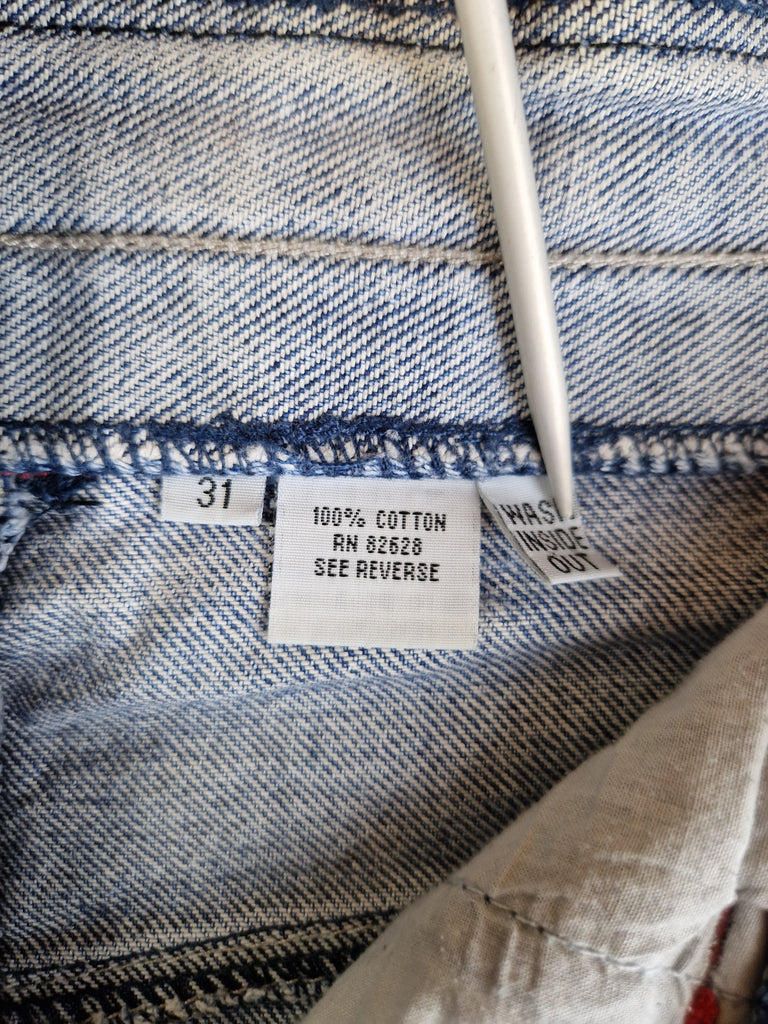 31
100% COTTON
RN 82628
SEE REVERSE
WASH
INSIDE
OUT